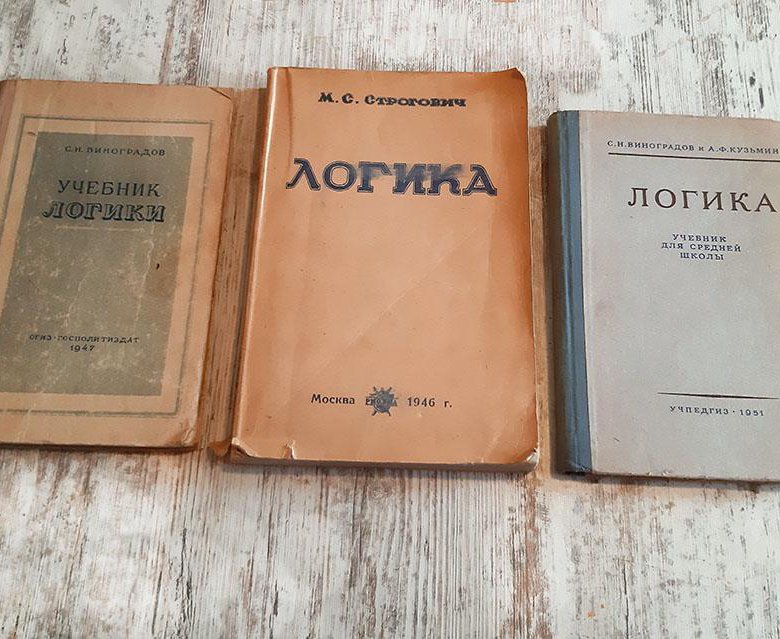 С.Н. ВИНОГРАДОВ
УЧЕБНИК
ЛОГИКИ
ОГИЗ · ГОСПОЛИТИЗДАТ
1947
М. С. СТРОГОВИЧ
ЛОГИКА
Москва 1946 г.
С.Н. ВИНОГРАДОВ и А.Ф. КУЗЬМИН
ЛОГИКА
УЧЕБНИК
ДЛЯ СРЕДНЕЙ
ШКОЛЫ
УЧПЕДГИЗ · 1951